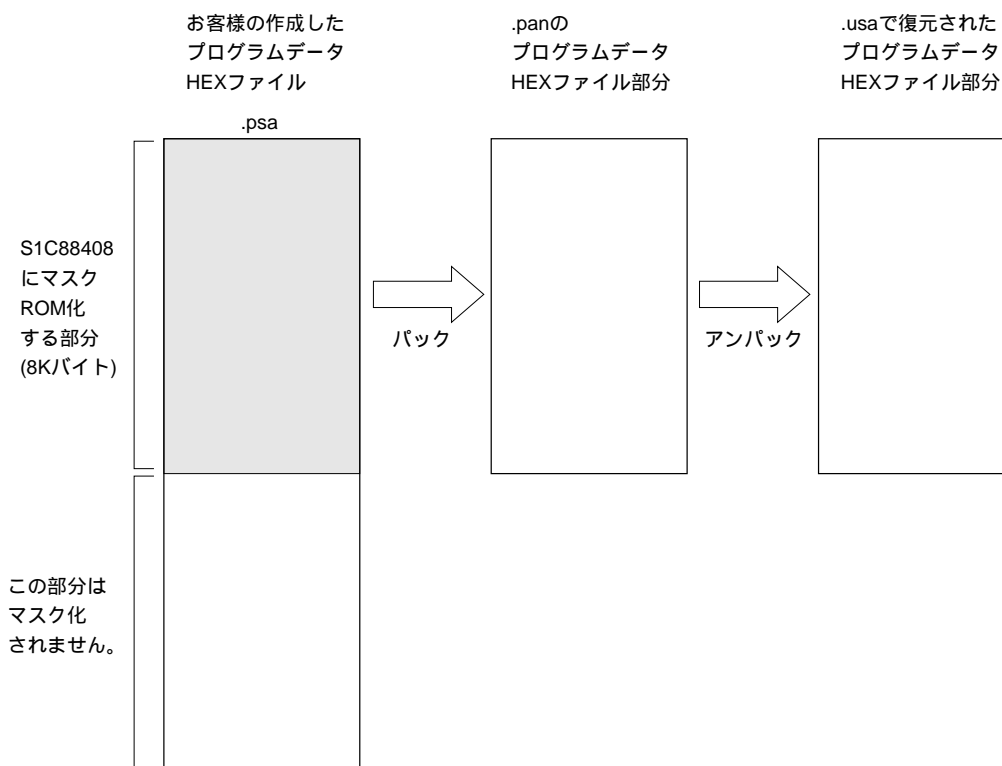 お客様の作成した
プログラムデータ
HEXファイル
.psa
.panの
プログラムデータ
HEXファイル部分
.usaで復元された
プログラムデータ
HEXファイル部分
S1C88408
にマスク
ROM化
する部分
(8Kバイト)
パック
アンパック
この部分は
マスク化
されません。